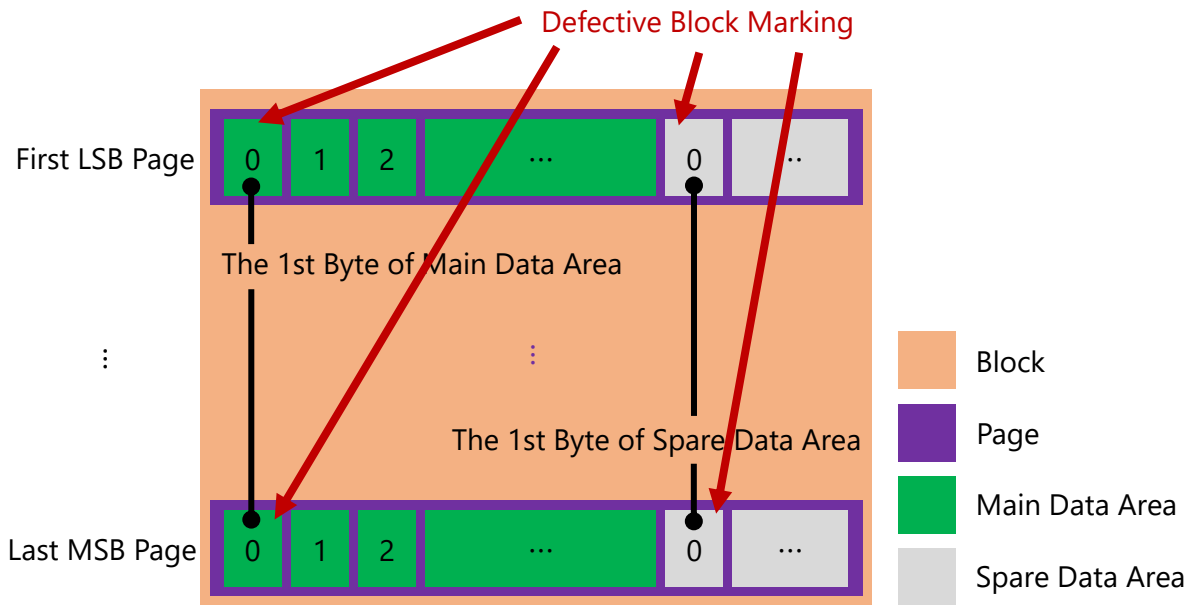 Defective Block Marking
First LSB Page 0 1 2 ··· 0 ···
The 1st Byte of Main Data Area
⋮ ⋮
Block
Page
The 1st Byte of Spare Data Area
Main Data Area
Last MSB Page 0 1 2 ··· 0 ···
Spare Data Area